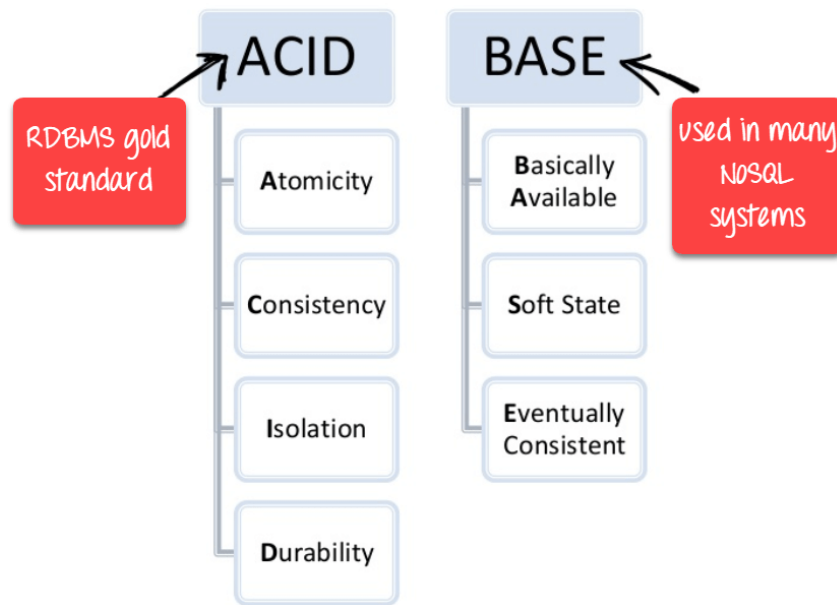 ACID
BASE
RDBMS gold
standard
used in many
NoSQL
systems
Atomicity
Consistency
Isolation
Durability
Basically
Available
Soft State
Eventually
Consistent